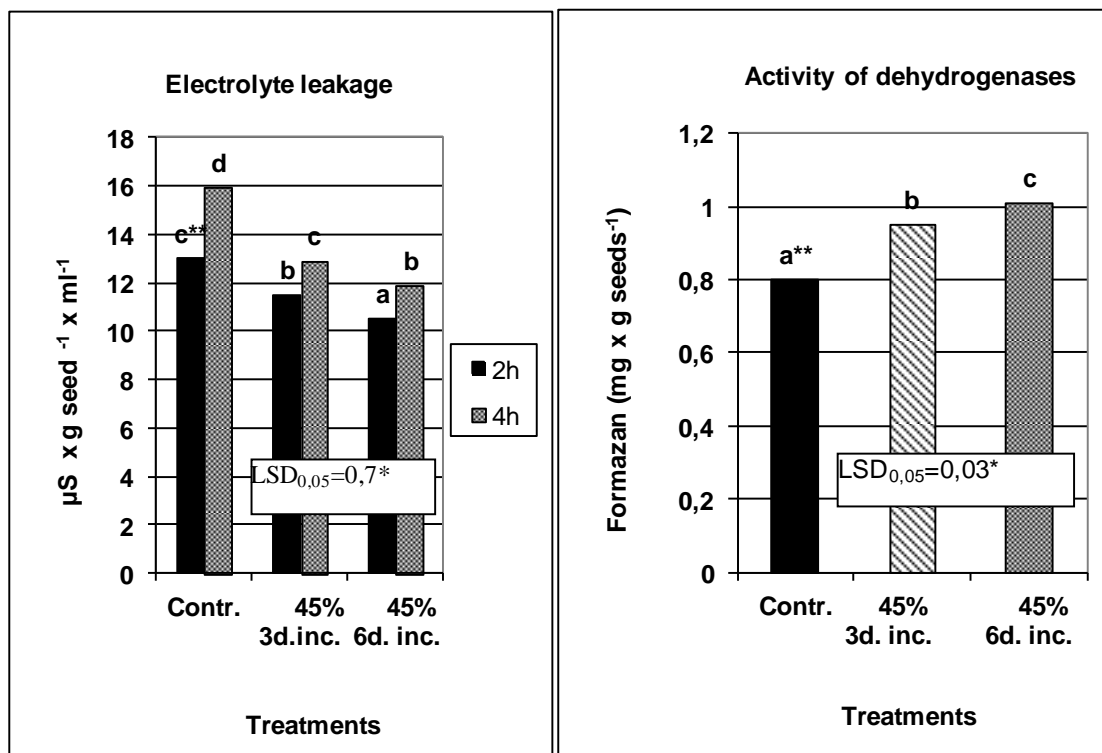 Electrolyte leakage
µS x g seed -1 x ml-1
18
16
14
12
10
8
6
4
2
0
d
c**
b
c
a
b
LSD0,05=0,7*
2h
4h
Contr.
45%
3d.inc.
45%
6d. inc.
Treatments
Activity of dehydrogenases
Formazan (mg x g seeds-1)
1,2
1
0,8
0,6
0,4
0,2
0
a**
b
c
LSD0,05=0,03*
Contr.
45%
3d. inc.
45%
6d. inc.
Treatments